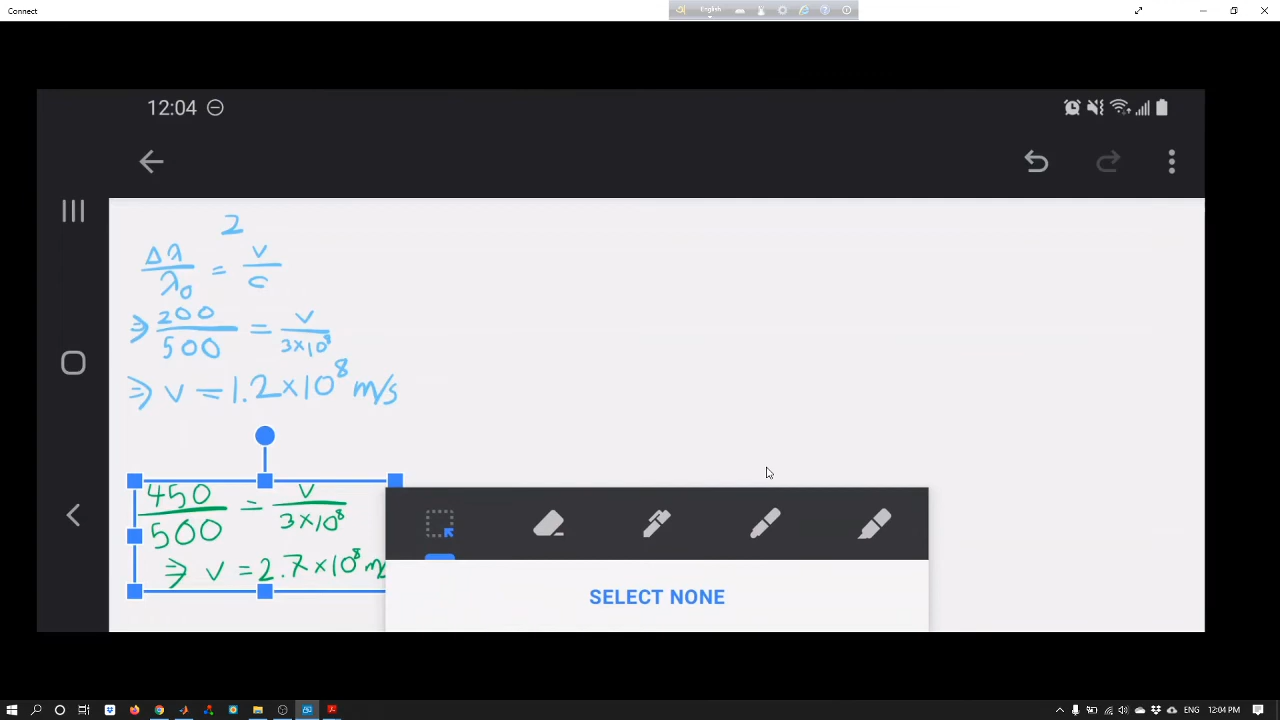 Connect
English
12:04
2
Δλ/λ₀ = v/c
⇒ 200/500 = v/3×10⁸
⇒ v = 1.2×10⁸ m/s
450/500 = v/3×10⁸
⇒ v = 2.7×10⁸ m/
SELECT NONE
ENG 12:04 PM